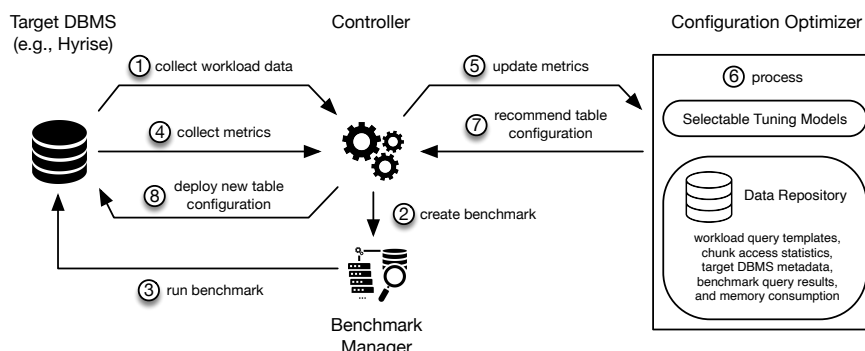 Target DBMS
(e.g., Hyrise)
Controller
Configuration Optimizer
1 collect workload data
5 update metrics
6 process
4 collect metrics
7 recommend table
configuration
Selectable Tuning Models
8 deploy new table
configuration
2 create benchmark
Data Repository
workload query templates,
chunk access statistics,
target DBMS metadata,
benchmark query results,
and memory consumption
3 run benchmark
Benchmark
Manager